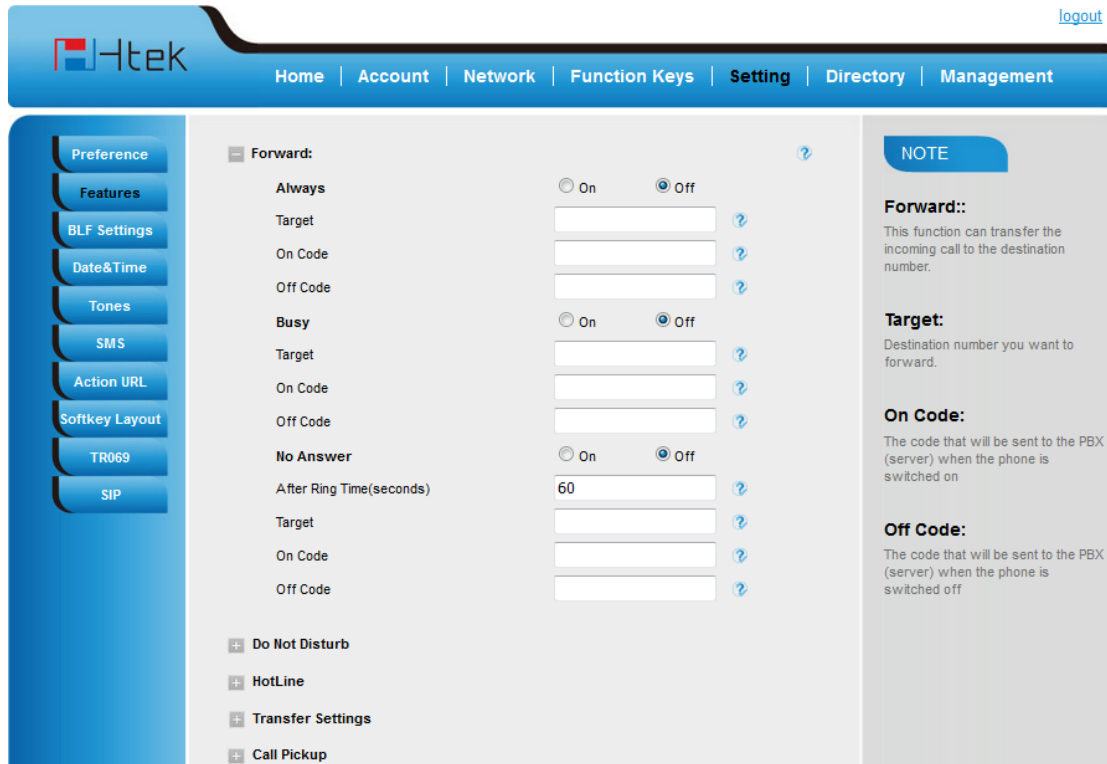 logout
Htek
Home | Account | Network | Function Keys | Setting | Directory | Management
Preference
Features
BLF Settings
Date&Time
Tones
SMS
Action URL
Softkey Layout
TR069
SIP
Forward:
Always On Off
Target
On Code
Off Code
Busy On Off
Target
On Code
Off Code
No Answer On Off
After Ring Time(seconds) 60
Target
On Code
Off Code
Do Not Disturb
HotLine
Transfer Settings
Call Pickup
NOTE
Forward::
This function can transfer the
incoming call to the destination
number.
Target:
Destination number you want to
forward.
On Code:
The code that will be sent to the PBX
(server) when the phone is
switched on
Off Code:
The code that will be sent to the PBX
(server) when the phone is
switched off